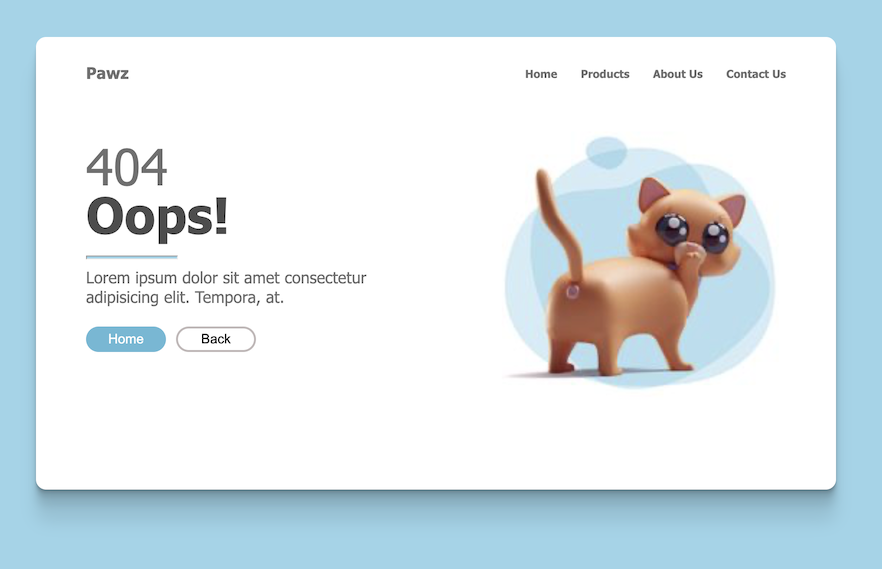 Pawz
Home Products About Us Contact Us
404
Oops!
Lorem ipsum dolor sit amet consectetur
adipisicing elit. Tempora, at.
Home Back